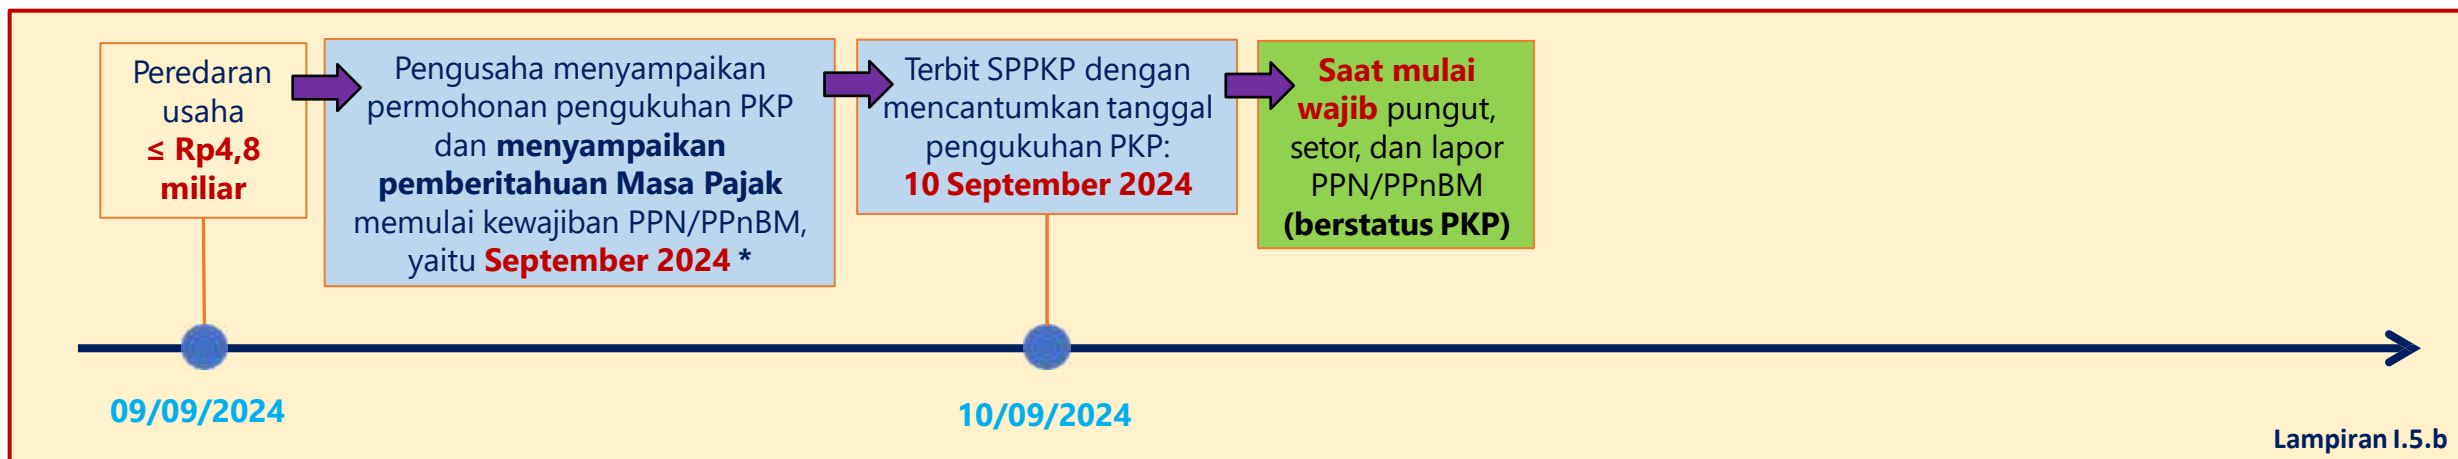 Peredaran
usaha
≤ Rp4,8
miliar
Pengusaha menyampaikan
permohonan pengukuhan PKP
dan menyampaikan
pemberitahuan Masa Pajak
memulai kewajiban PPN/PPnBM,
yaitu September 2024 *
Terbit SPPKP dengan
mencantumkan tanggal
pengukuhan PKP:
10 September 2024
Saat mulai
wajib pungut,
setor, dan lapor
PPN/PPnBM
(berstatus PKP)
09/09/2024
10/09/2024
Lampiran I.5.b